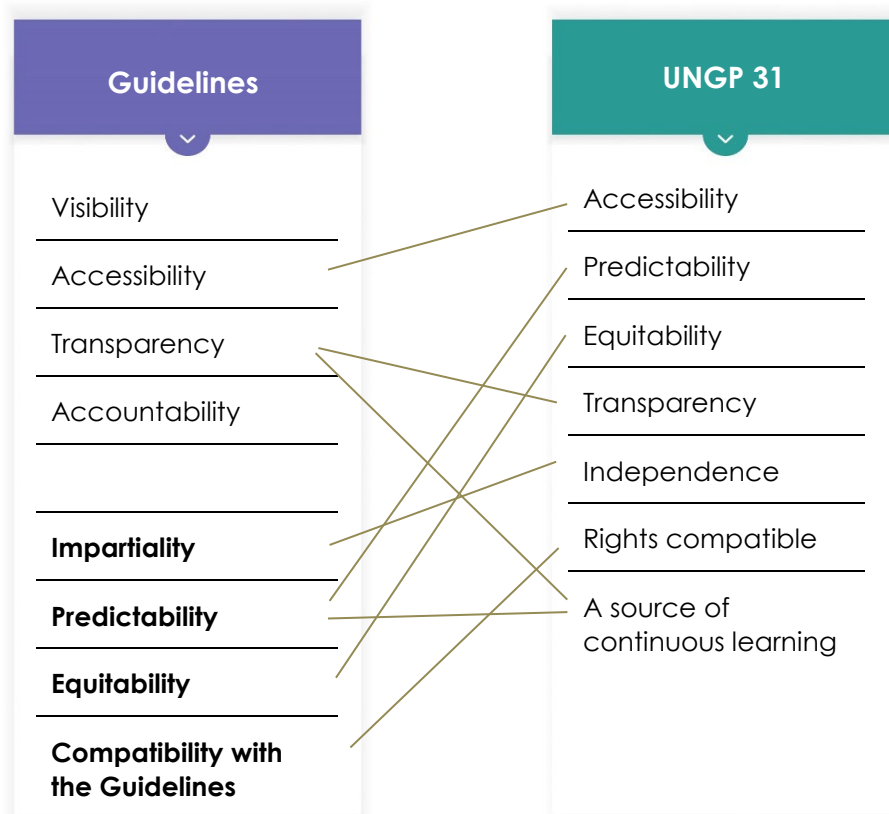 Guidelines
Visibility
Accessibility
Transparency
Accountability
Impartiality
Predictability
Equitability
Compatibility with
the Guidelines
UNGP 31
Accessibility
Predictability
Equitability
Transparency
Independence
Rights compatible
A source of
continuous learning